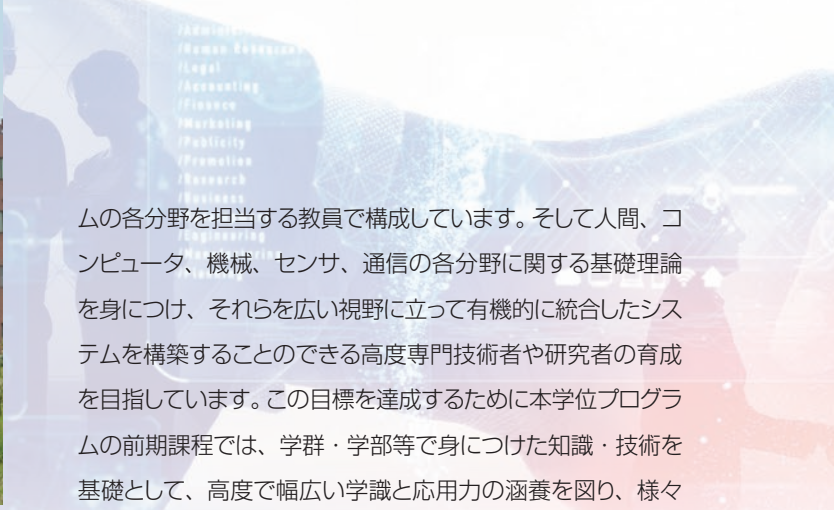 /Human Resources
/Legal
/Accounting
/Finance
/Marketing
/Publicity
/Promotion
/Research
ムの各分野を担当する教員で構成しています。そして人間、コ
ンピュータ、機械、センサ、通信の各分野に関する基礎理論
を身につけ、それらを広い視野に立って有機的に統合したシス
テムを構築することのできる高度専門技術者や研究者の育成
を目指しています。この目標を達成するために本学位プログラ
ムの前期課程では、学群・学部等で身につけた知識・技術を
基礎として、高度で幅広い学識と応用力の涵養を図り、様々